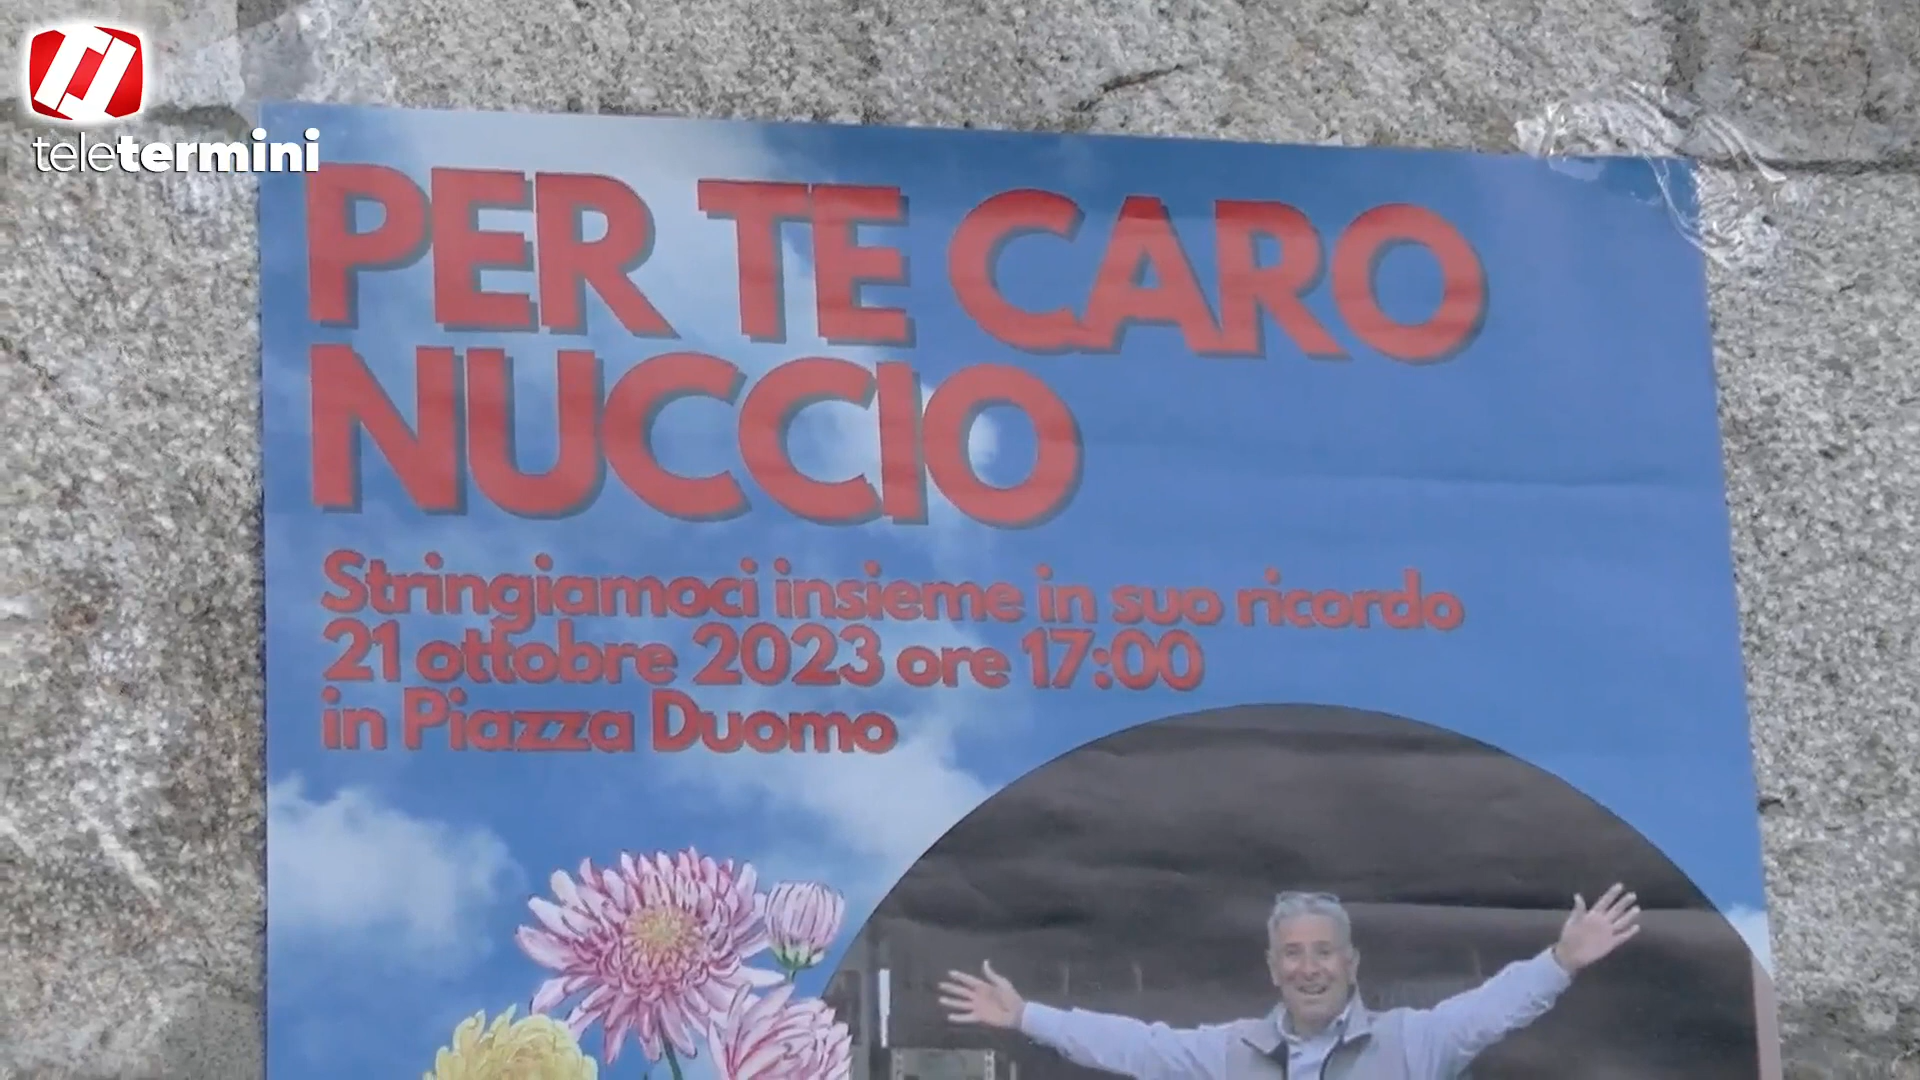 teletermini
PER TE CARO
NUCCIO
Stringiamoci insieme in suo ricordo
21 ottobre 2023 ore 17:00
in Piazza Duomo